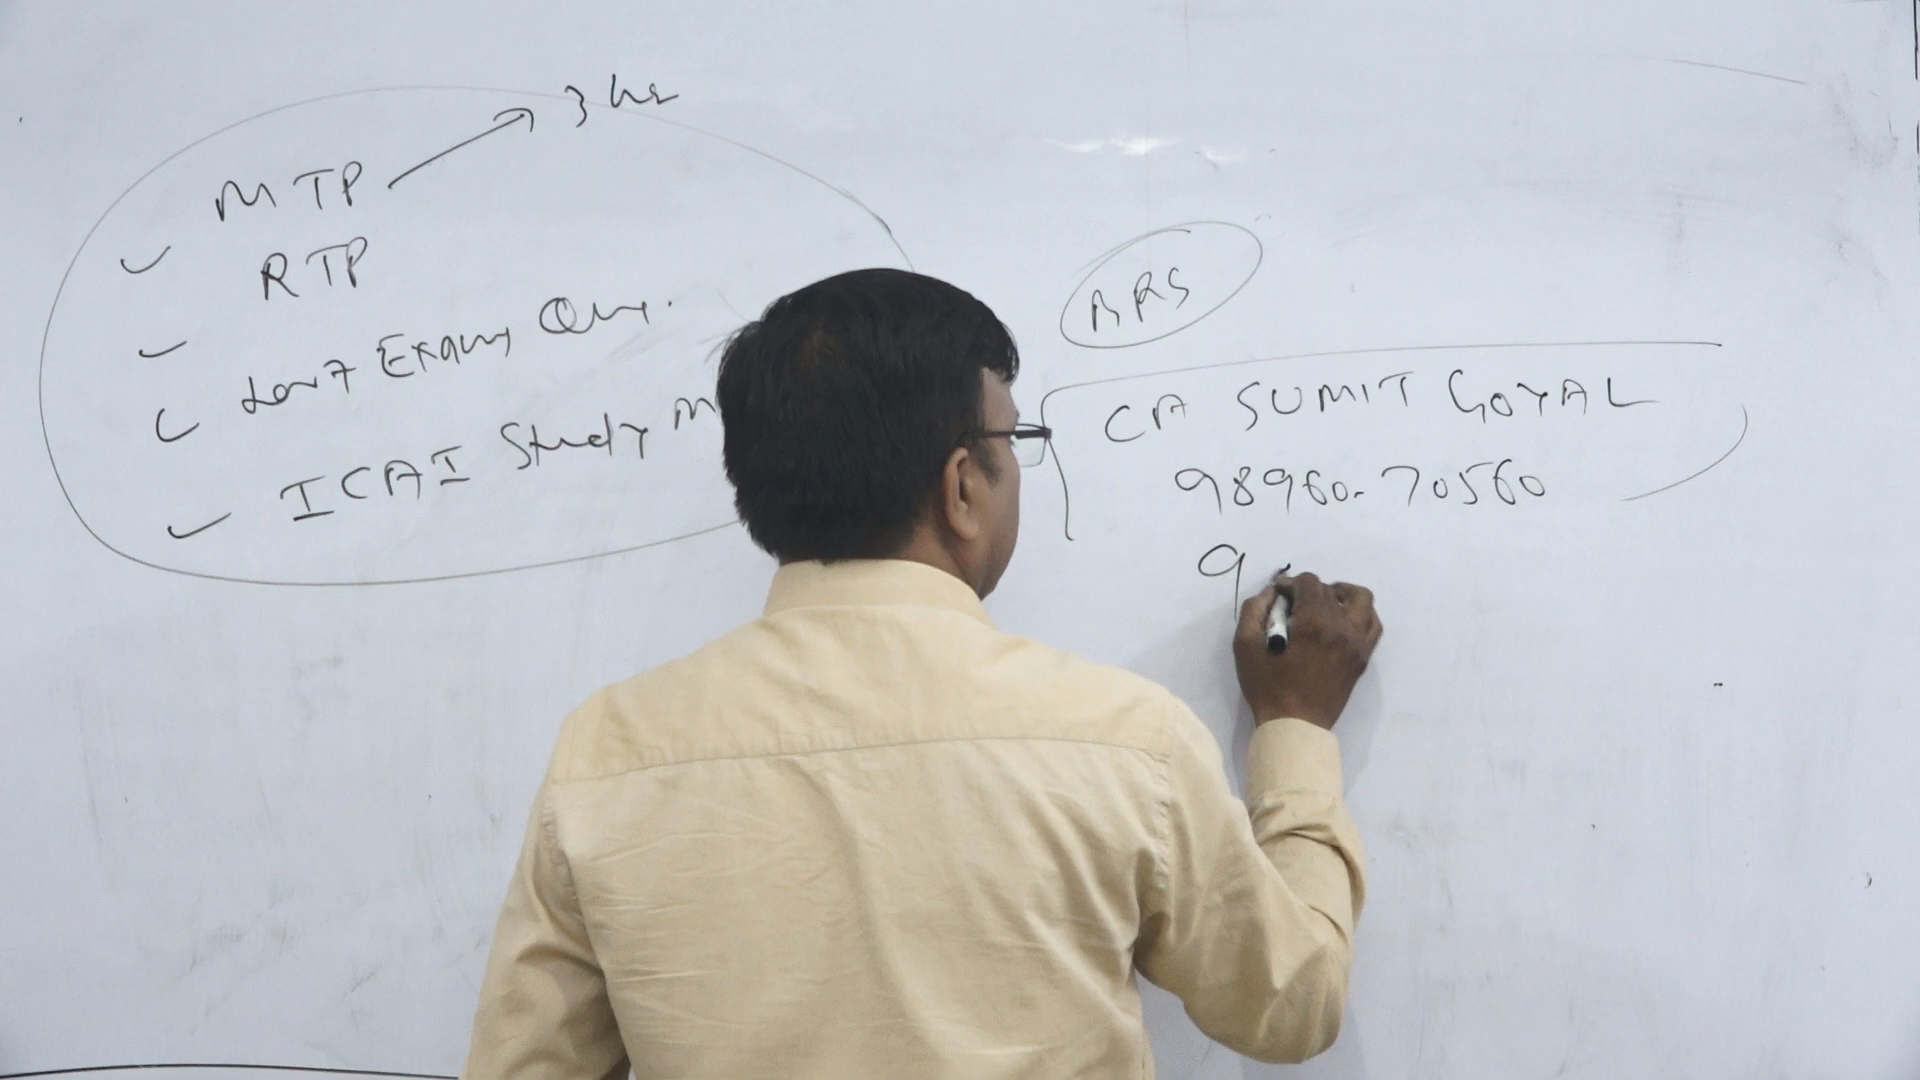 MTP → 3 hr
RTP
Last Exam Que.
ICAI Study M
BRS
CA SUMIT GOYAL
98960-70560
9